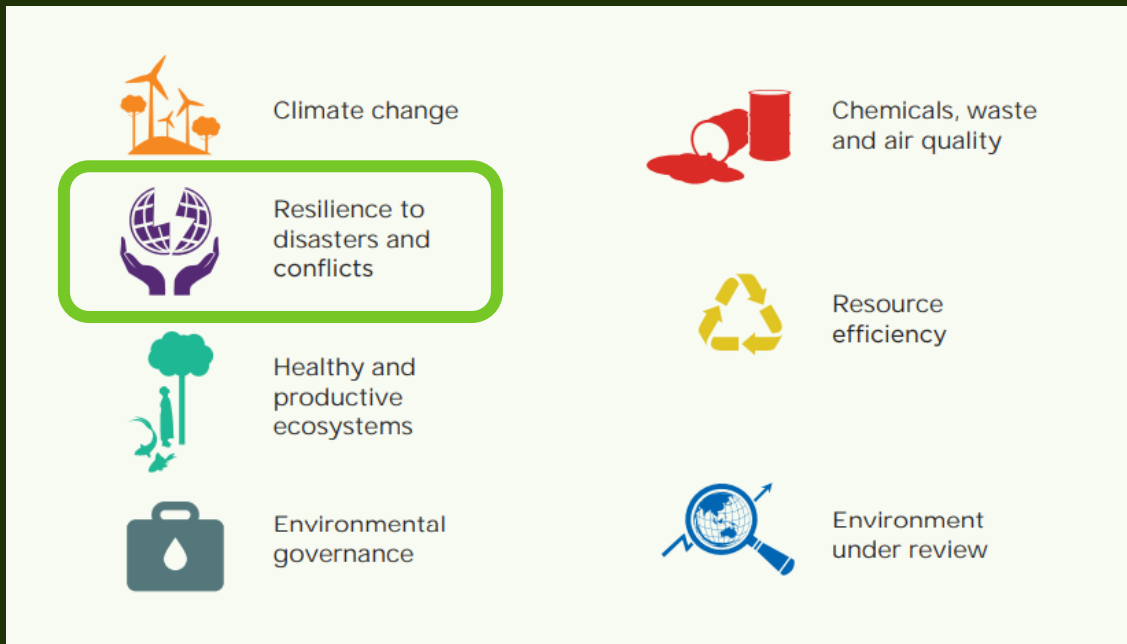 Climate change
Resilience to
disasters and
conflicts
Healthy and
productive
ecosystems
Environmental
governance
Chemicals, waste
and air quality
Resource
efficiency
Environment
under review